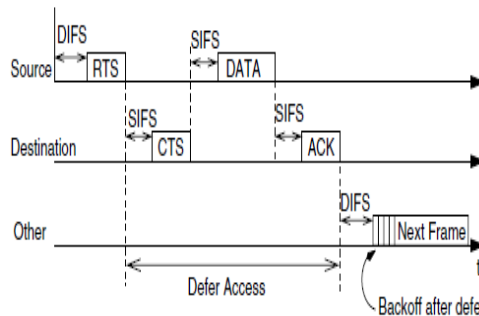 DIFS
SIFS
Source
RTS
DATA
SIFS
SIFS
Destination
CTS
ACK
DIFS
Other
Next Frame
t
Defer Access
Backoff after defe